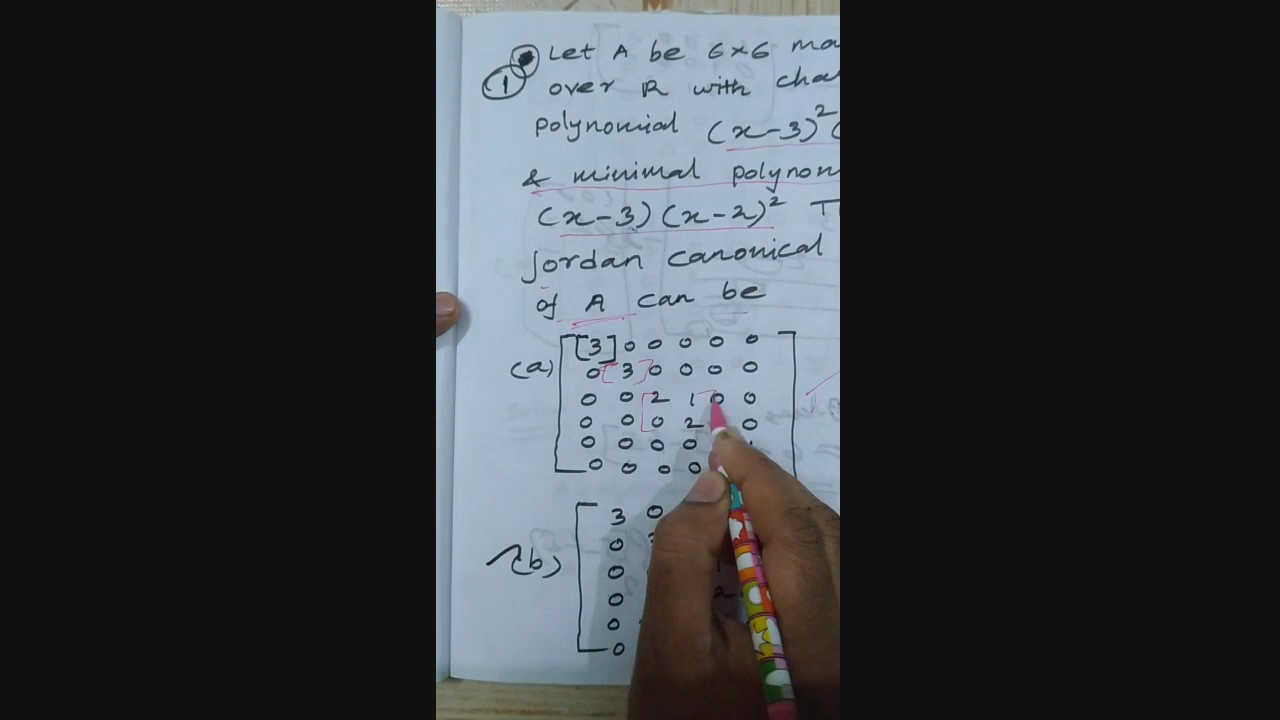 ① Let A be 6×6
over R with
polynomial (x-3)²(
& minimal
(x-3)(x-2)²
Jordan canonical
of A can be
(a) [3] 0 0 0 0 0
0 [3] 0 0 0 0
0 0 2 1 0 0
0 0 0 2 0
0 0 0 0
0 0 0 0
(b) 3 0
0
0 1
0 2
0
0